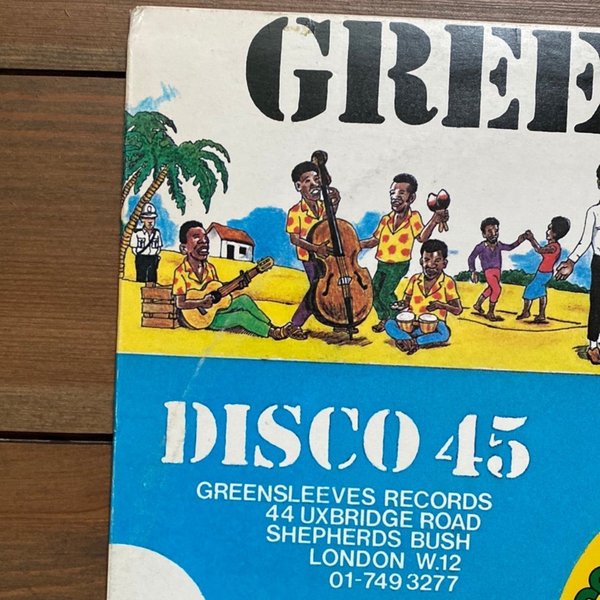 GREE
DISCO 45
GREENSLEEVES RECORDS
44 UXBRIDGE ROAD
SHEPHERDS BUSH
LONDON W.12
01-749 3277